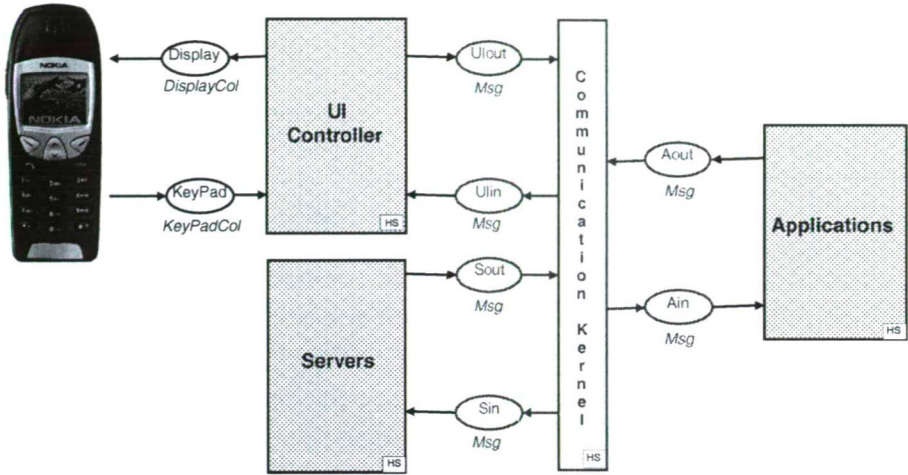 NOKIA
NOKIA
Display
DisplayCol
KeyPad
KeyPadCol
UI
Controller
HS
UIout
Msg
UIin
Msg
Servers
HS
Sout
Msg
Sin
Msg
Communication Kernel
HS
Aout
Msg
Ain
Msg
Applications
HS